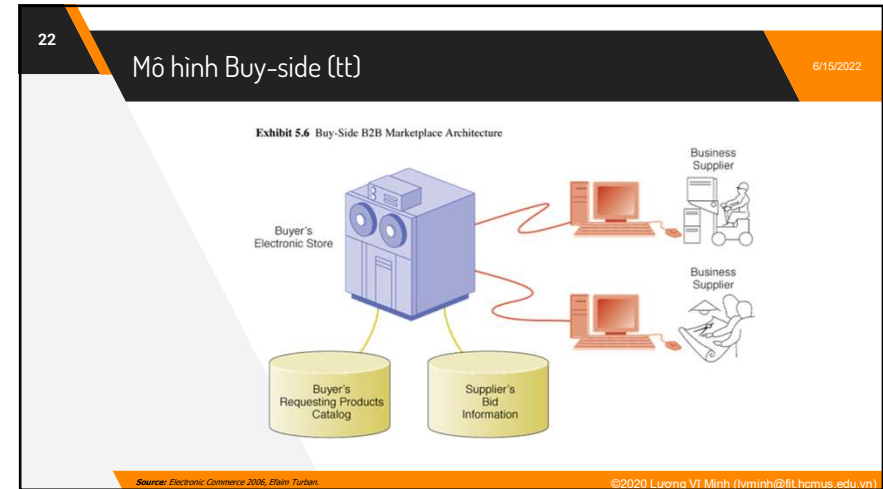 22
Mô hình Buy-side (tt)
6/15/2022
Exhibit 5.6 Buy-Side B2B Marketplace Architecture
Buyer's
Electronic Store
Business
Supplier
Business
Supplier
Buyer's
Requesting Products
Catalog
Supplier's
Bid
Information
Source: Electronic Commerce 2006, Efaim Turban.
©2020 Lương Vĩ Minh (lvminh@fit.hcmus.edu.vn)